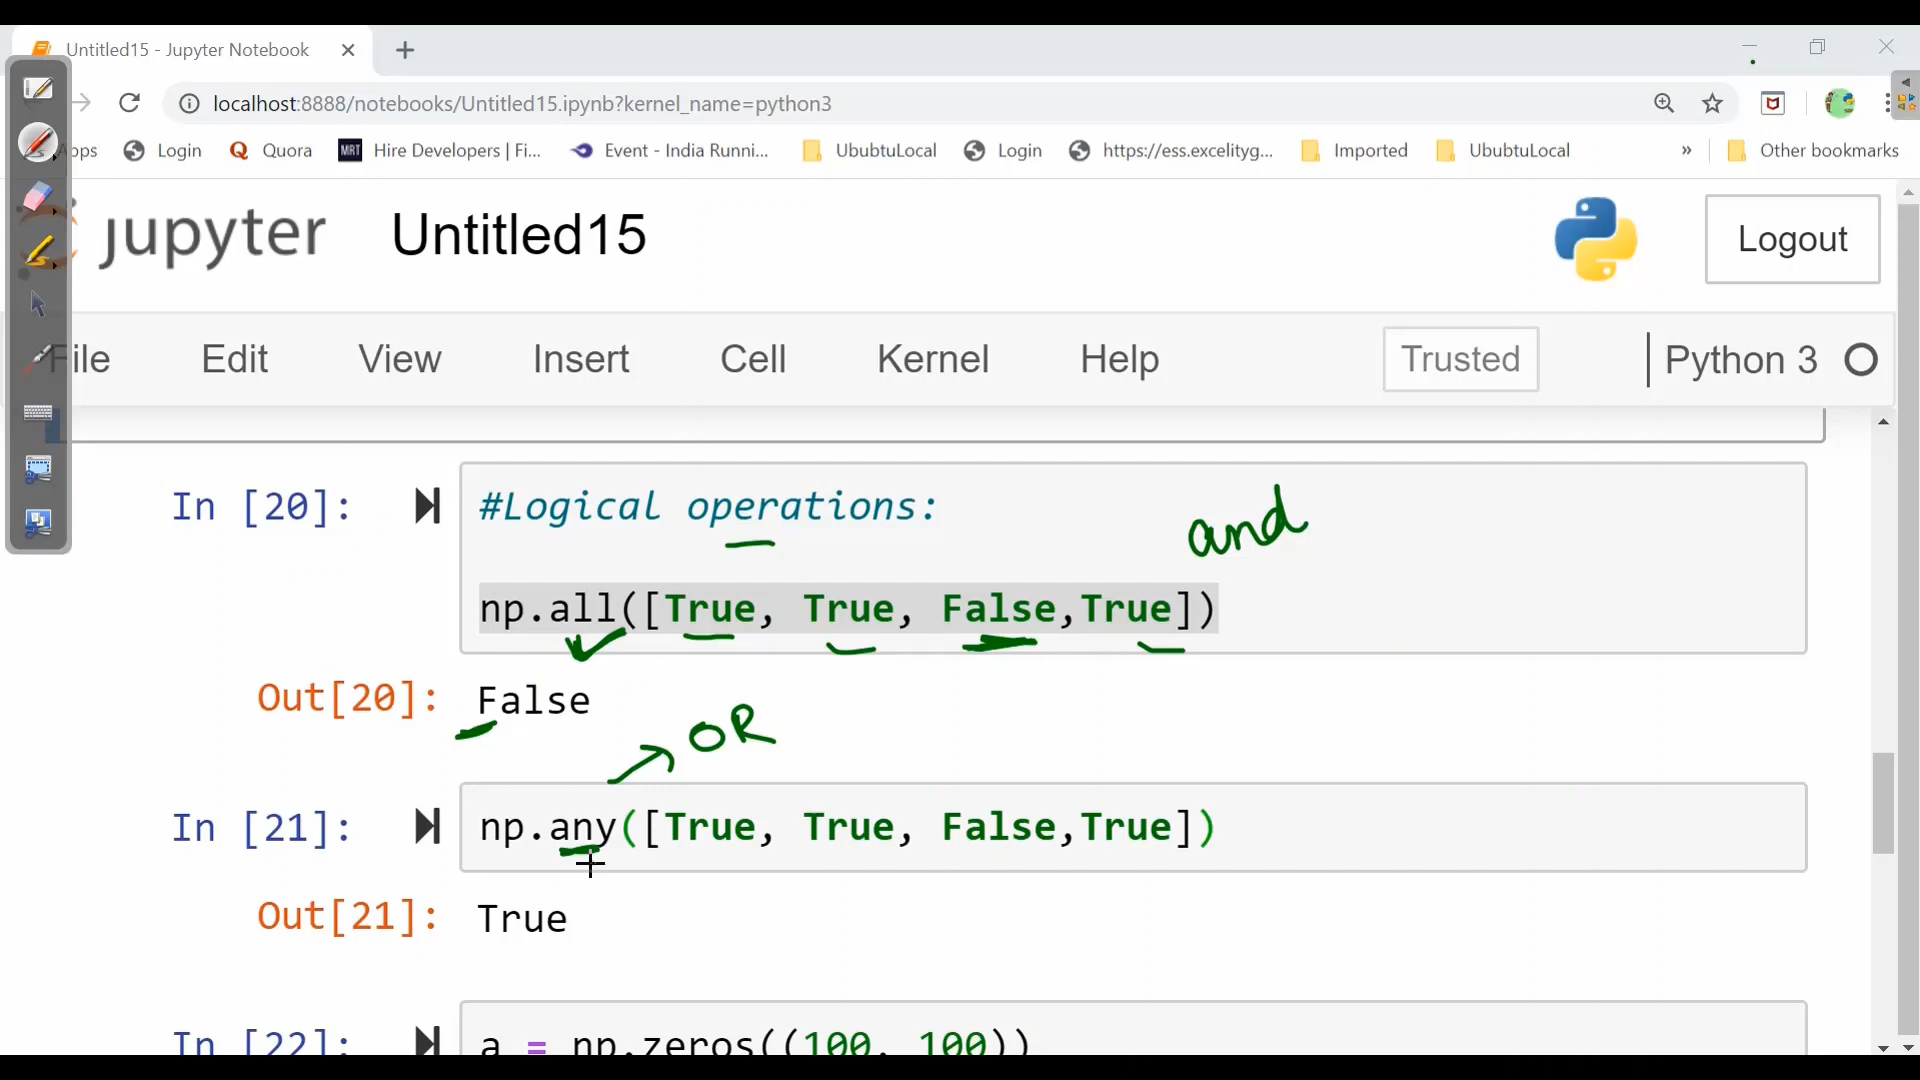 Untitled15 - Jupyter Notebook
localhost:8888/notebooks/Untitled15.ipynb?kernel_name=python3
Apps Login Quora MRT Hire Developers | Fi... Event - India Runni... UbubtuLocal Login https://ess.excelityg... Imported UbubtuLocal » Other bookmarks
jupyter Untitled15 Logout
File Edit View Insert Cell Kernel Help Trusted Python 3
In [20]: #Logical operations:
and
np.all([True, True, False,True])
Out[20]: False
OR
In [21]: np.any([True, True, False,True])
Out[21]: True
In [22]: a = np.zeros((100, 100))